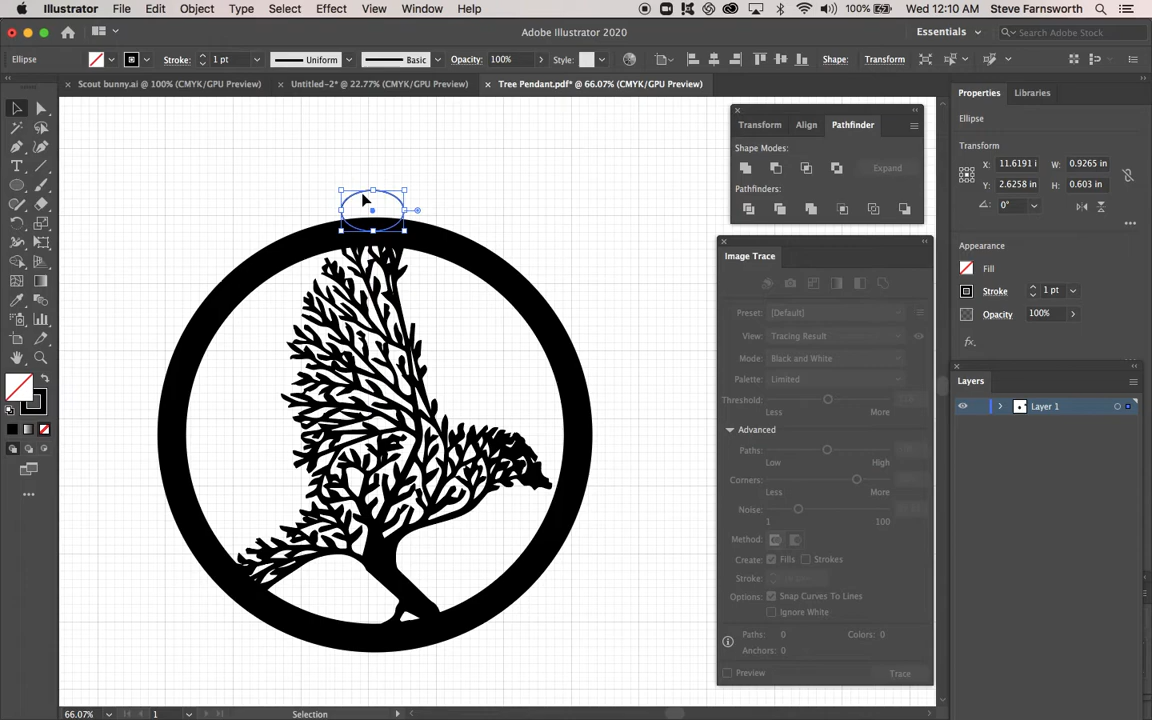 Illustrator File Edit Object Type Select Effect View Window Help 100% Wed 12:10 AM Steve Farnsworth
Adobe Illustrator 2020 Essentials Search Adobe Stock
Ellipse Stroke: 1 pt Uniform Basic Opacity: 100% Style: Shape: Transform
Scout bunny.ai @ 100% (CMYK/GPU Preview) Untitled-2* @ 22.77% (CMYK/GPU Preview) Tree Pendant.pdf* @ 66.07% (CMYK/GPU Preview)
Properties Libraries
Ellipse
Transform
X: 11.6191 i W: 0.9265 in
Y: 2.6258 in H: 0.603 in
0°
Appearance
Fill
Stroke 1 pt
Opacity 100%
fx.
Transform Align Pathfinder
Shape Modes:
Expand
Pathfinders:
Image Trace
Preset: [Default]
View: Tracing Result
Mode: Black and White
Palette: Limited
Threshold:
Less More
Advanced
Paths:
Low High
Corners:
Less More
Noise:
1 100
Method:
Create: Fills Strokes
Stroke:
Options: Snap Curves To Lines
Ignore White
Paths: 0 Colors: 0
Anchors: 0
Preview Trace
Layers
Layer 1
66.07% 1 Selection